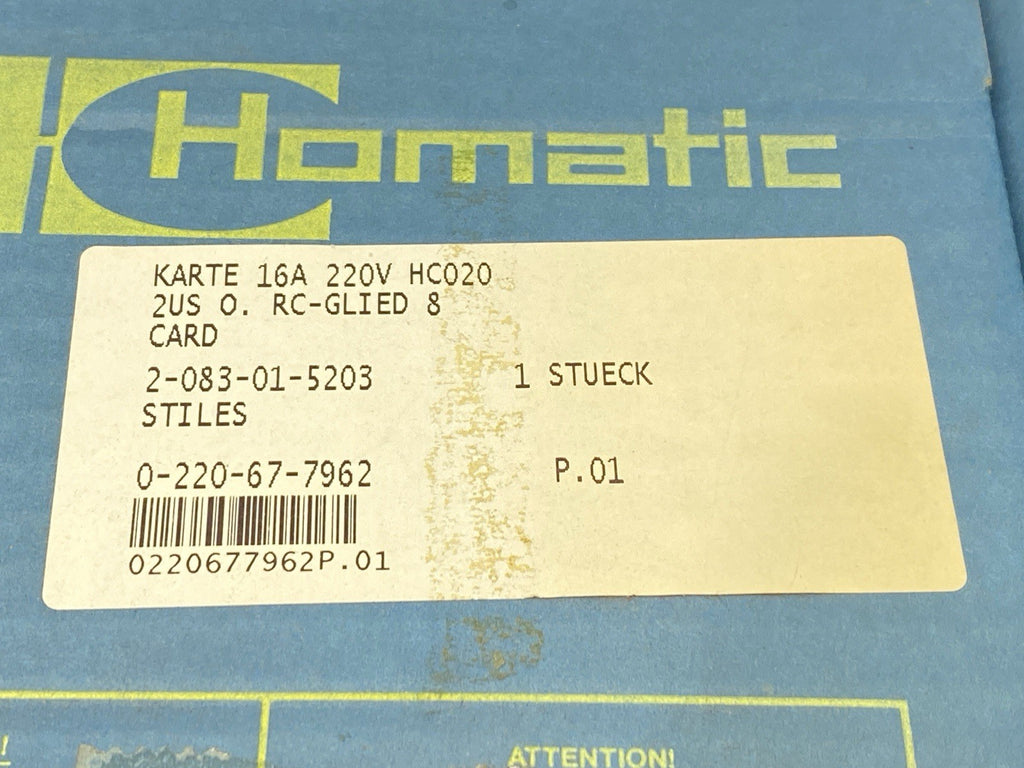 Homatic
KARTE 16A 220V HC020
2US O. RC-GLIED 8
CARD
2-083-01-5203 1 STUECK
STILES
0-220-67-7962 P.01
0220677962P.01
!
ATTENTION!